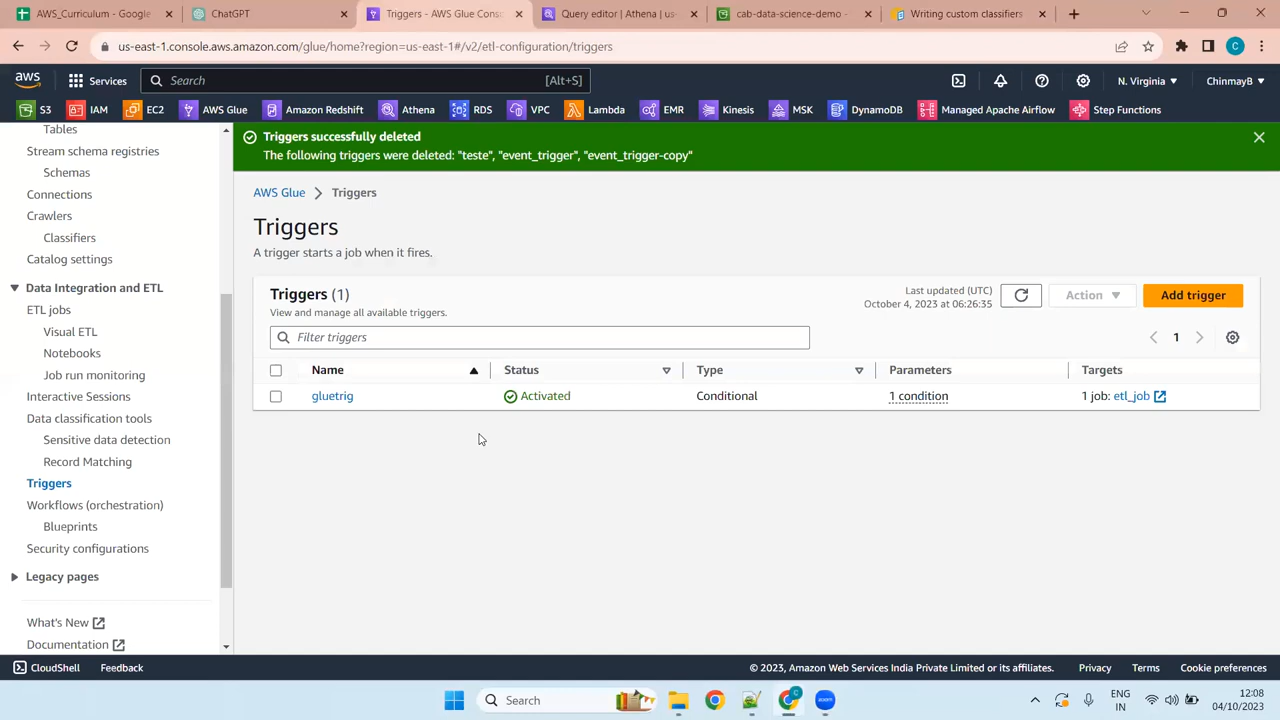 AWS_Curriculum - Google
ChatGPT
Triggers - AWS Glue Cons
Query editor | Athena | us-
cab-data-science-demo -
Writing custom classifiers
us-east-1.console.aws.amazon.com/glue/home?region=us-east-1#/v2/etl-configuration/triggers
C
aws
Services
Search
[Alt+S]
N. Virginia
ChinmayB
S3
IAM
EC2
AWS Glue
Amazon Redshift
Athena
RDS
VPC
Lambda
EMR
Kinesis
MSK
DynamoDB
Managed Apache Airflow
Step Functions
Tables
Stream schema registries
Schemas
Connections
Crawlers
Classifiers
Catalog settings
Data Integration and ETL
ETL jobs
Visual ETL
Notebooks
Job run monitoring
Interactive Sessions
Data classification tools
Sensitive data detection
Record Matching
Triggers
Workflows (orchestration)
Blueprints
Security configurations
Legacy pages
What's New
Documentation
Triggers successfully deleted
The following triggers were deleted: "teste", "event_trigger", "event_trigger-copy"
AWS Glue
Triggers
Triggers
A trigger starts a job when it fires.
Triggers (1)
View and manage all available triggers.
Last updated (UTC)
October 4, 2023 at 06:26:35
Action
Add trigger
Filter triggers
1
Name
Status
Type
Parameters
Targets
gluetrig
Activated
Conditional
1 condition
1 job: etl_job
CloudShell
Feedback
© 2023, Amazon Web Services India Private Limited or its affiliates.
Privacy
Terms
Cookie preferences
Search
ENG
IN
12:08
04/10/2023